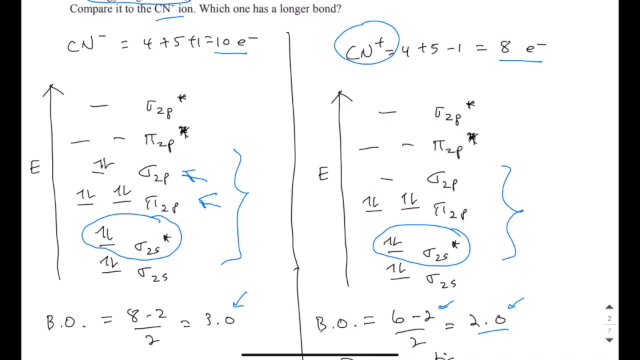 Compare it to the CN⁺ ion. Which one has a longer bond?
CN⁻ = 4+5+1=10 e⁻
E
σ2p*
π2p*
σ2p
π2p
σ2s*
σ2s
B.O. = 8-2/2 = 3.0
CN⁺ = 4+5-1 = 8 e⁻
E
σ2p*
π2p*
σ2p
π2p
σ2s*
σ2s
B.O. = 6-2/2 = 2.0
2
7